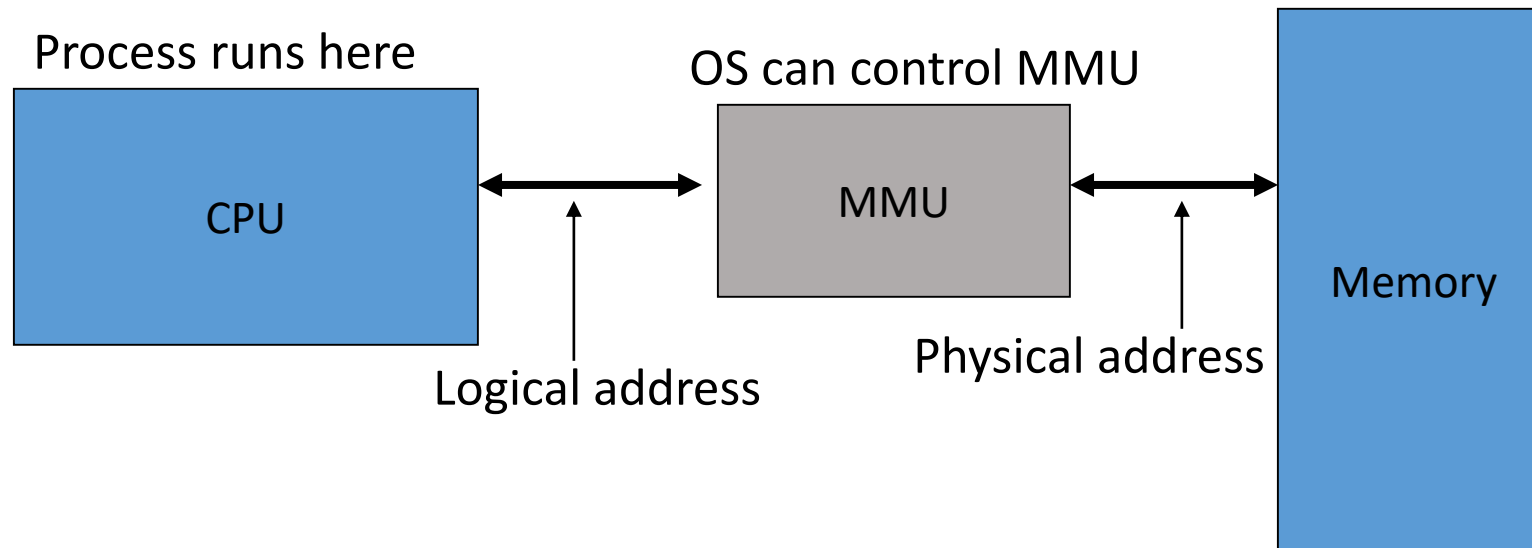 Process runs here
OS can control MMU
CPU
MMU
Memory
Logical address
Physical address